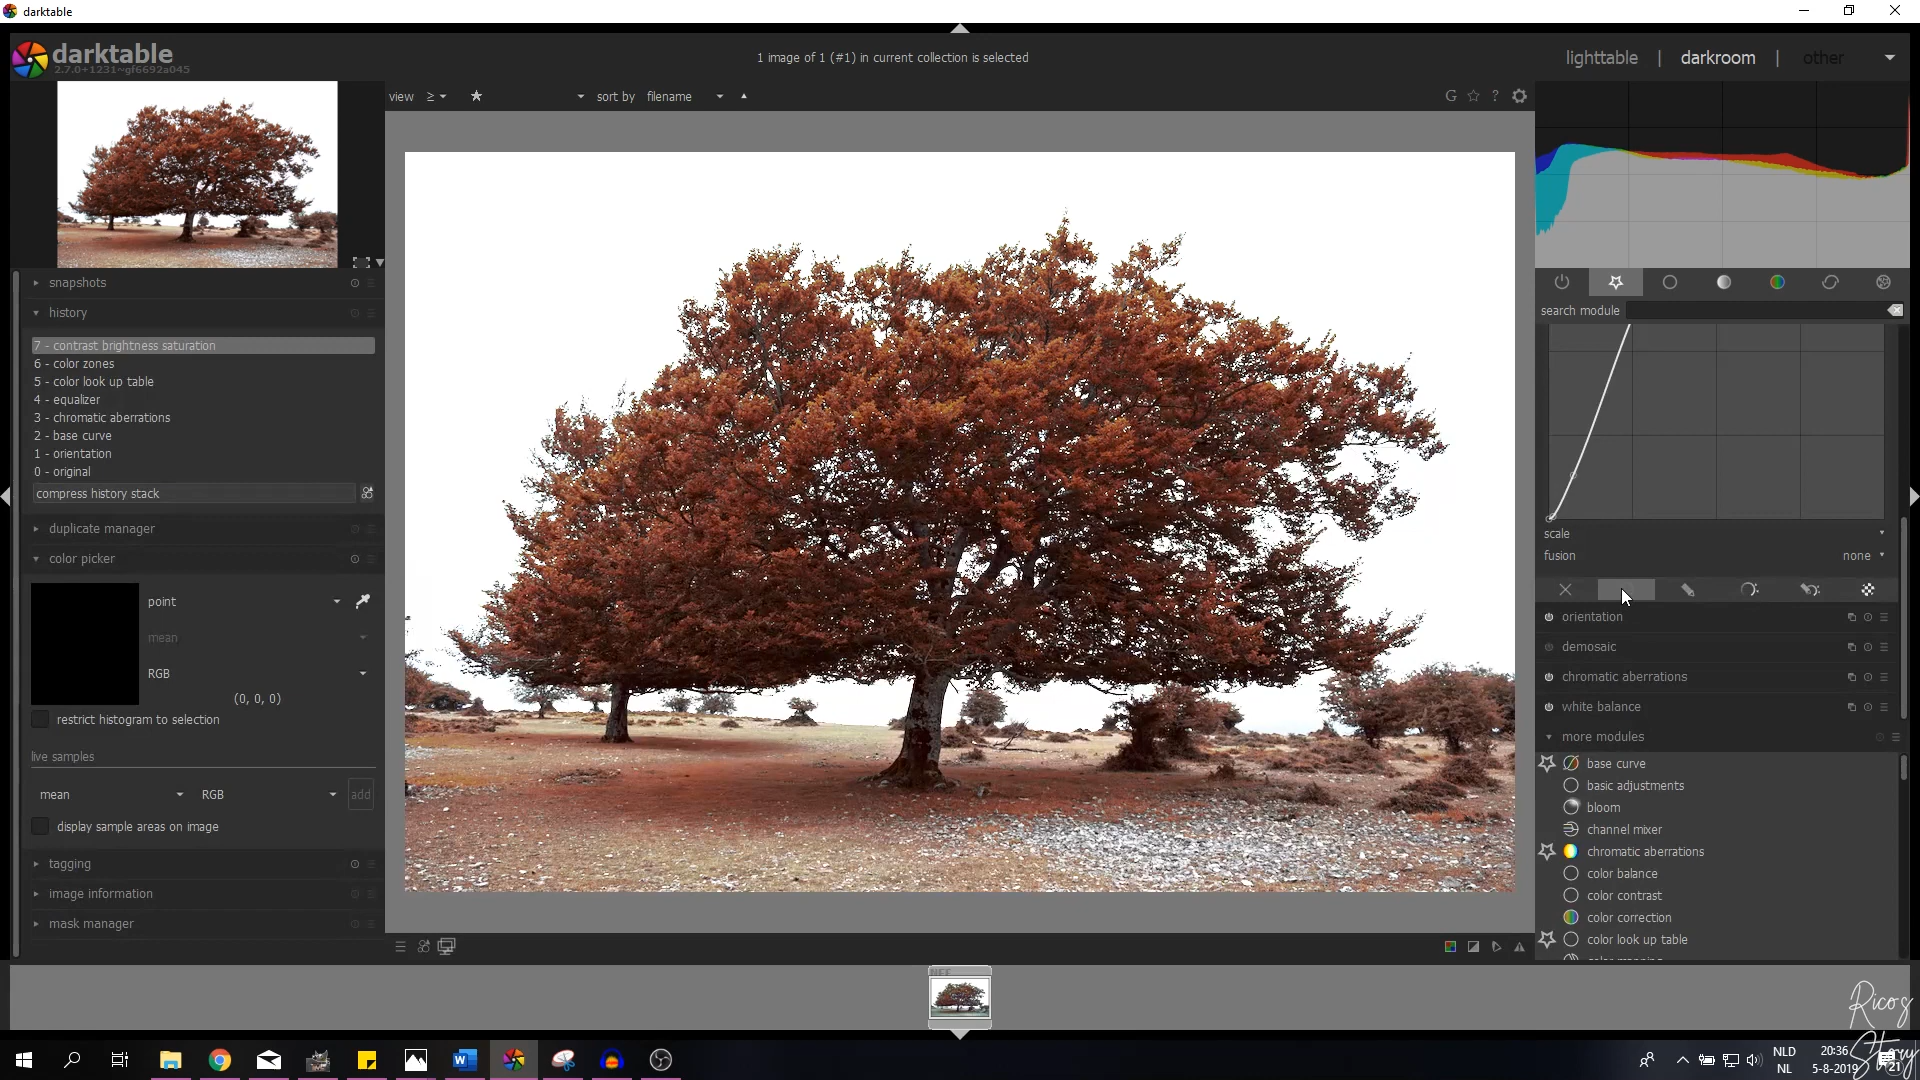 darktable
darktable
2.7.0+1231~gf6692a045
1 image of 1 (#1) in current collection is selected
lighttable | darkroom | other
view ≥ ★ sort by filename
G ☆ ?
snapshots
history
7 - contrast brightness saturation
6 - color zones
5 - color look up table
4 - equalizer
3 - chromatic aberrations
2 - base curve
1 - orientation
0 - original
compress history stack
duplicate manager
color picker
point
mean
RGB
(0, 0, 0)
restrict histogram to selection
live samples
mean RGB add
display sample areas on image
tagging
image information
mask manager
search module
scale
fusion none
orientation
demosaic
chromatic aberrations
white balance
more modules
base curve
basic adjustments
bloom
channel mixer
chromatic aberrations
color balance
color contrast
color correction
color look up table
NEF
Rico's
Story
NLD
NL
20:36
5-8-2019
21